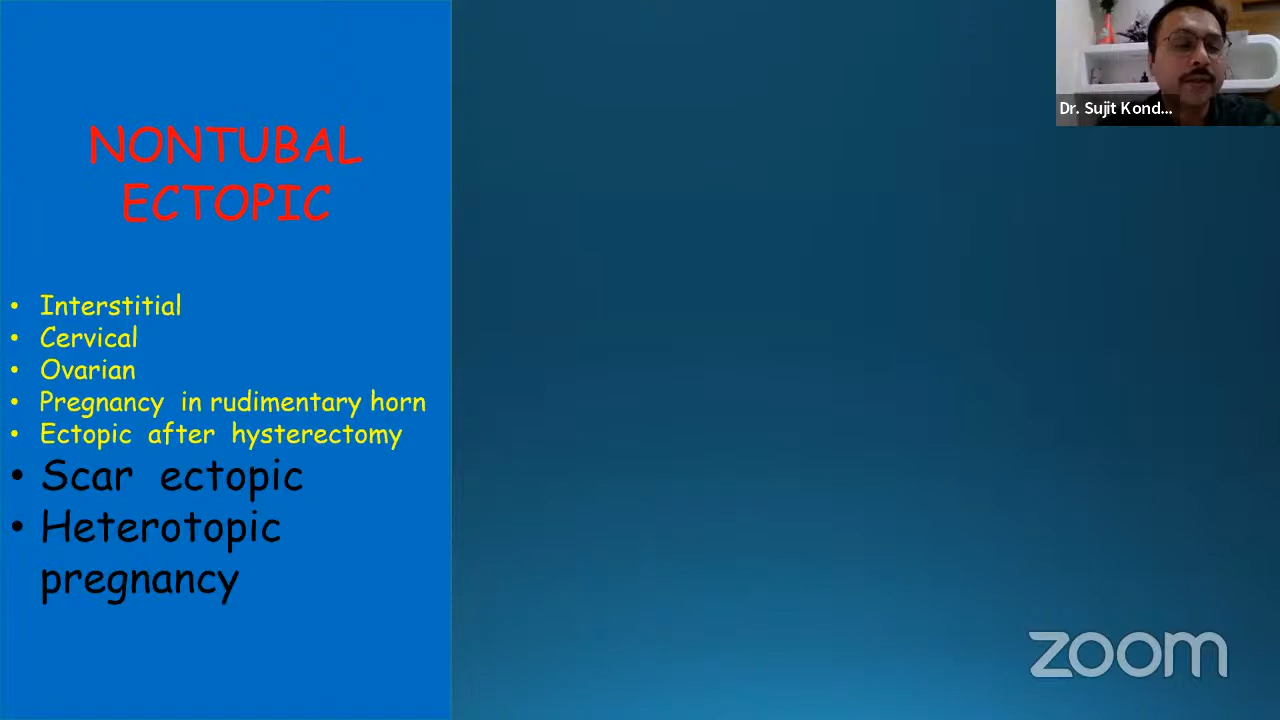 NONTUBAL
ECTOPIC
• Interstitial
• Cervical
• Ovarian
• Pregnancy in rudimentary horn
• Ectopic after hysterectomy
• Scar ectopic
• Heterotopic
pregnancy
Dr. Sujit Kond...
zoom